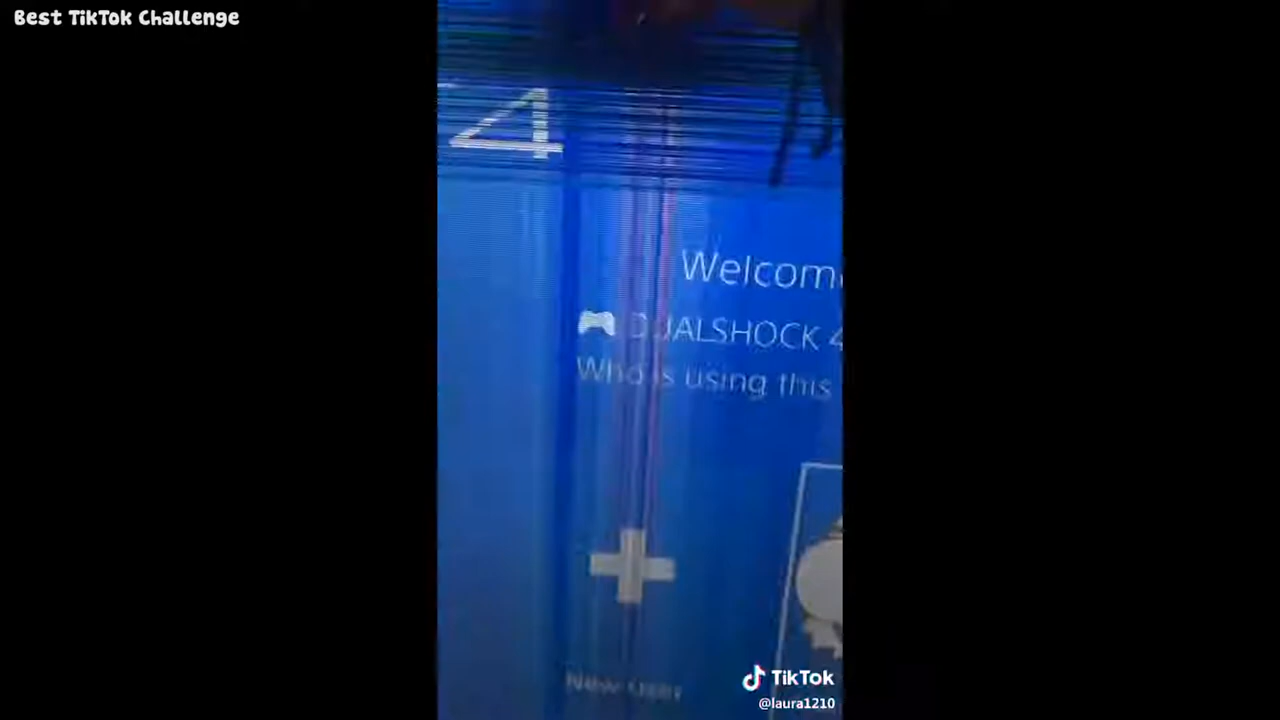 Best TikTok Challenge
4
Welcom
DUALSHOCK 4
Who is using this
New User
TikTok
@laura1210